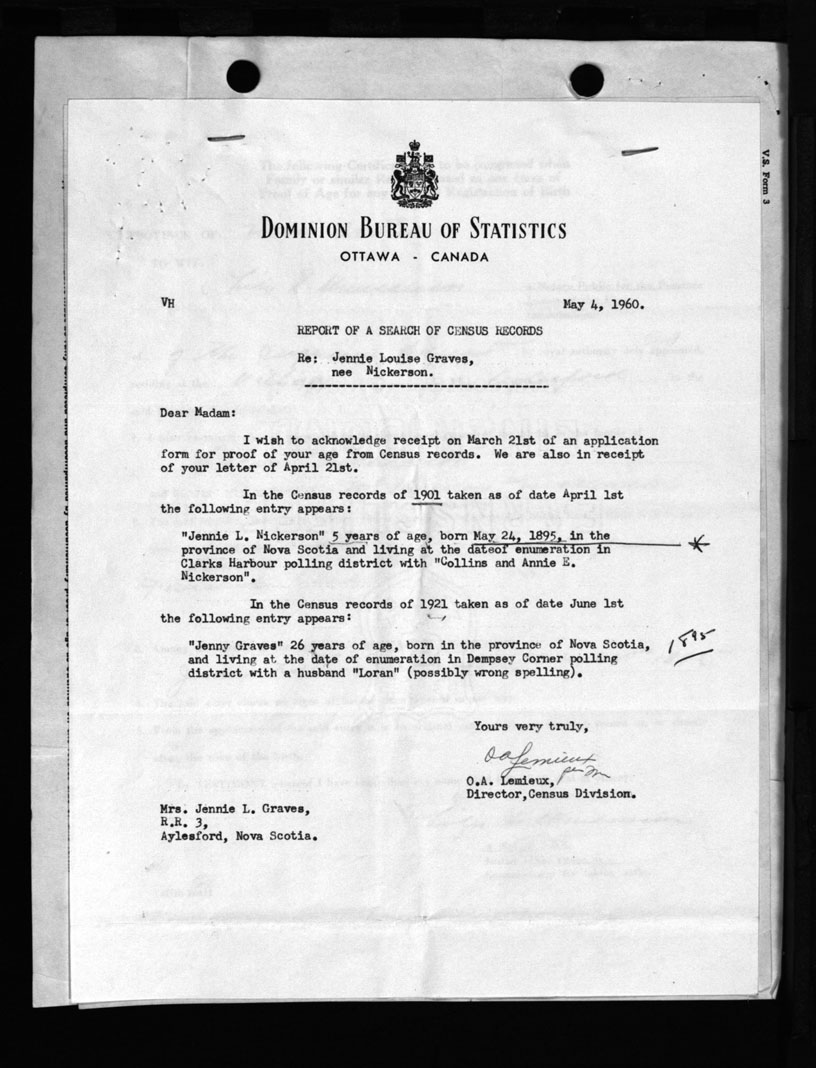 V.S. Form 3
DOMINION BUREAU OF STATISTICS
OTTAWA - CANADA
VH
May 4, 1960.
REPORT OF A SEARCH OF CENSUS RECORDS
Re: Jennie Louise Graves,
nee Nickerson.
Dear Madam:
I wish to acknowledge receipt on March 21st of an application
form for proof of your age from Census records. We are also in receipt
of your letter of April 21st.
In the Census records of 1901 taken as of date April 1st
the following entry appears:
"Jennie L. Nickerson" 5 years of age, born May 24, 1895, in the
province of Nova Scotia and living at the dateof enumeration in
Clarks Harbour polling district with "Collins and Annie E.
Nickerson".
In the Census records of 1921 taken as of date June 1st
the following entry appears:
"Jenny Graves" 26 years of age, born in the province of Nova Scotia,
and living at the date of enumeration in Dempsey Corner polling
district with a husband "Loran" (possibly wrong spelling).
1895
Yours very truly,
OA Lemieux
O.A. Lemieux,
Director,Census Division.
Mrs. Jennie L. Graves,
R.R. 3,
Aylesford, Nova Scotia.